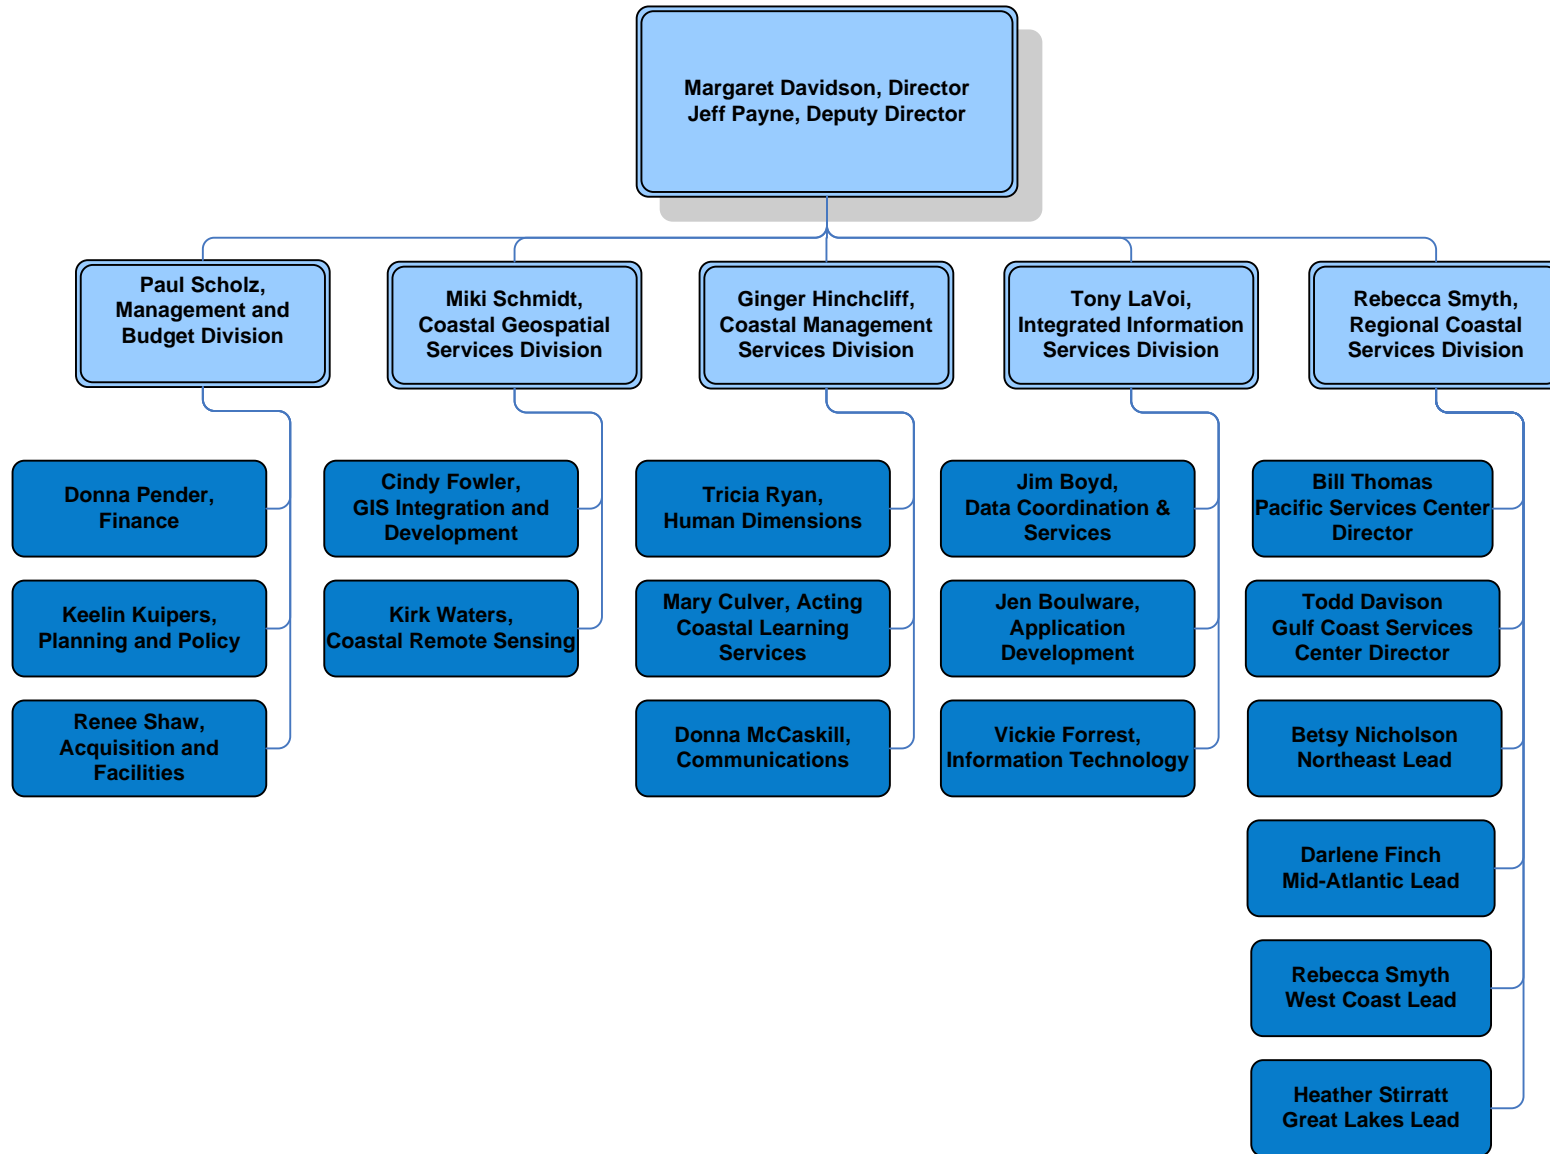 Margaret Davidson, Director
Jeff Payne, Deputy Director
Paul Scholz,
Management and
Budget Division
Miki Schmidt,
Coastal Geospatial
Services Division
Ginger Hinchcliff,
Coastal Management
Services Division
Tony LaVoi,
Integrated Information
Services Division
Rebecca Smyth,
Regional Coastal
Services Division
Donna Pender,
Finance
Keelin Kuipers,
Planning and Policy
Renee Shaw,
Acquisition and
Facilities
Cindy Fowler,
GIS Integration and
Development
Kirk Waters,
Coastal Remote Sensing
Tricia Ryan,
Human Dimensions
Mary Culver, Acting
Coastal Learning
Services
Donna McCaskill,
Communications
Jim Boyd,
Data Coordination &
Services
Jen Boulware,
Application
Development
Vickie Forrest,
Information Technology
Bill Thomas
Pacific Services Center
Director
Todd Davison
Gulf Coast Services
Center Director
Betsy Nicholson
Northeast Lead
Darlene Finch
Mid-Atlantic Lead
Rebecca Smyth
West Coast Lead
Heather Stirratt
Great Lakes Lead